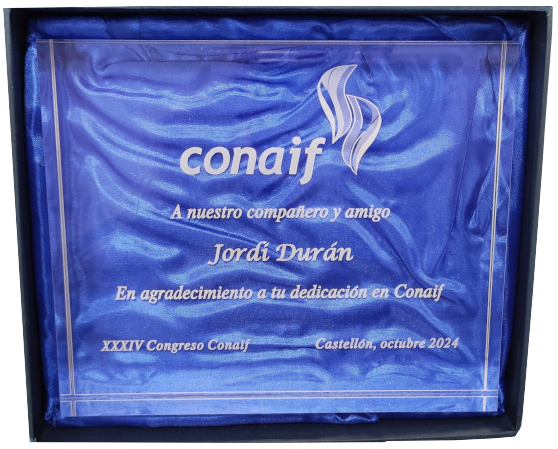 conaif
A nuestro compañero y amigo
Jordi Durán
En agradecimiento a tu dedicación en Conaif
XXXIV Congreso Conaif Castellón, octubre 2024